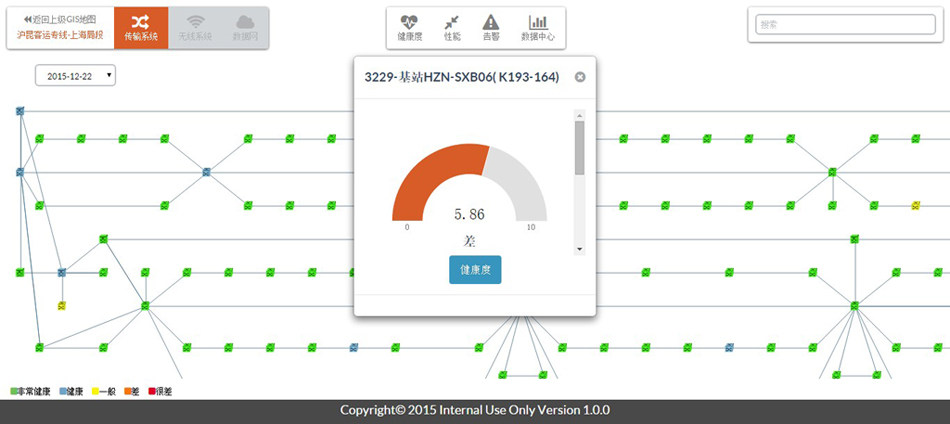 返回上级GIS地图
沪昆客运专线-上海局段
传输系统
无线系统
数据网
健康度
性能
告警
数据中心
搜索
2015-12-22
3229-基站HZN-SXB06( K193-164)
5.86
0
10
差
健康度
非常健康
健康
一般
差
很差
Copyright© 2015 Internal Use Only Version 1.0.0